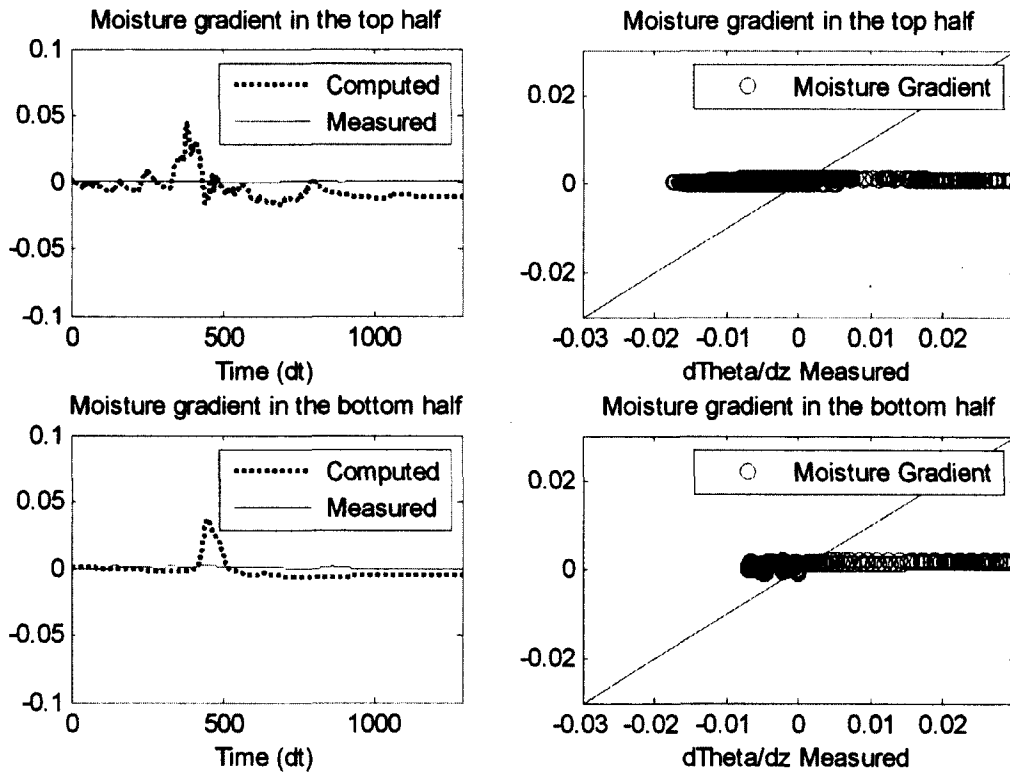 Moisture gradient in the top half
0.1
0.05
0
-0.05
-0.1
Computed
Measured
0 500 1000
Time (dt)
Moisture gradient in the top half
0.02
0
-0.02
Moisture Gradient
-0.03 -0.02 -0.01 0 0.01 0.02
dTheta/dz Measured
Moisture gradient in the bottom half
0.1
0.05
0
-0.05
-0.1
Computed
Measured
0 500 1000
Time (dt)
Moisture gradient in the bottom half
0.02
0
-0.02
Moisture Gradient
-0.03 -0.02 -0.01 0 0.01 0.02
dTheta/dz Measured